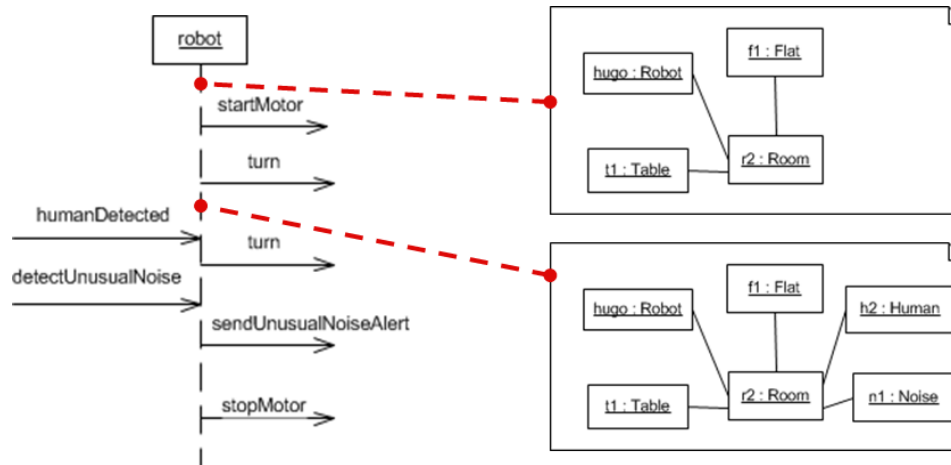 robot
startMotor
turn
humanDetected
turn
detectUnusualNoise
sendUnusualNoiseAlert
stopMotor
f1 : Flat
hugo : Robot
t1 : Table
r2 : Room
f1 : Flat
hugo : Robot
h2 : Human
t1 : Table
r2 : Room
n1 : Noise